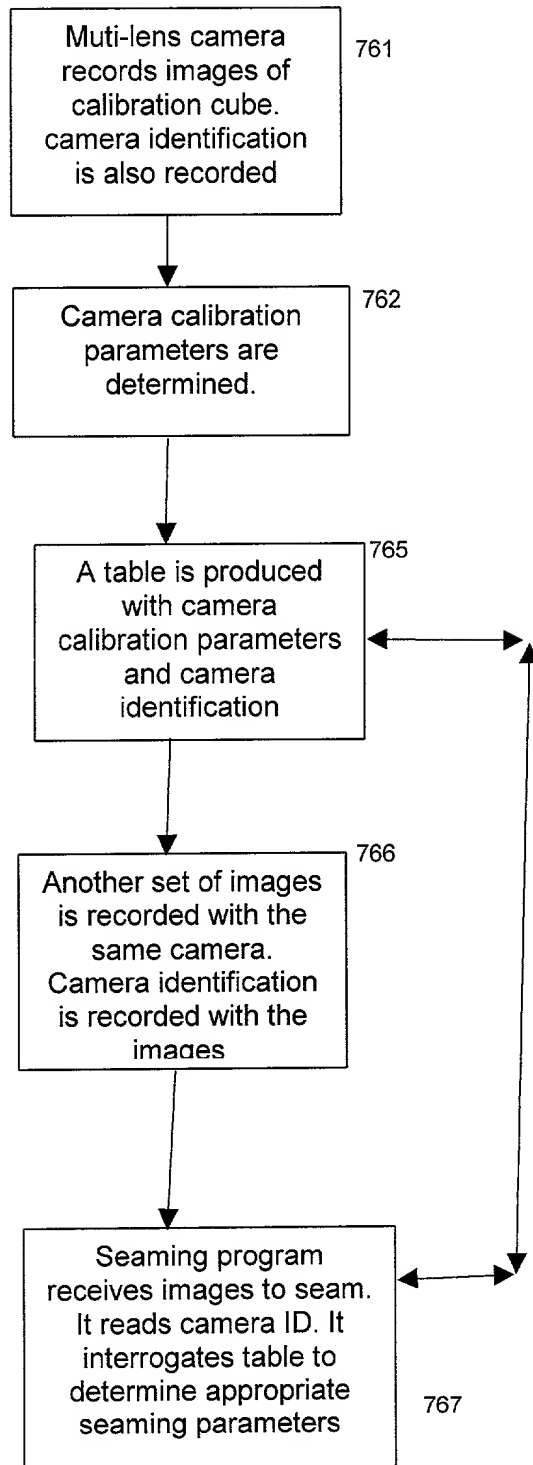 Muti-lens camera
records images of
calibration cube.
camera identification
is also recorded
761
Camera calibration
parameters are
determined.
762
A table is produced
with camera
calibration parameters
and camera
identification
765
Another set of images
is recorded with the
same camera.
Camera identification
is recorded with the
images
766
Seaming program
receives images to seam.
It reads camera ID. It
interrogates table to
determine appropriate
seaming parameters
767